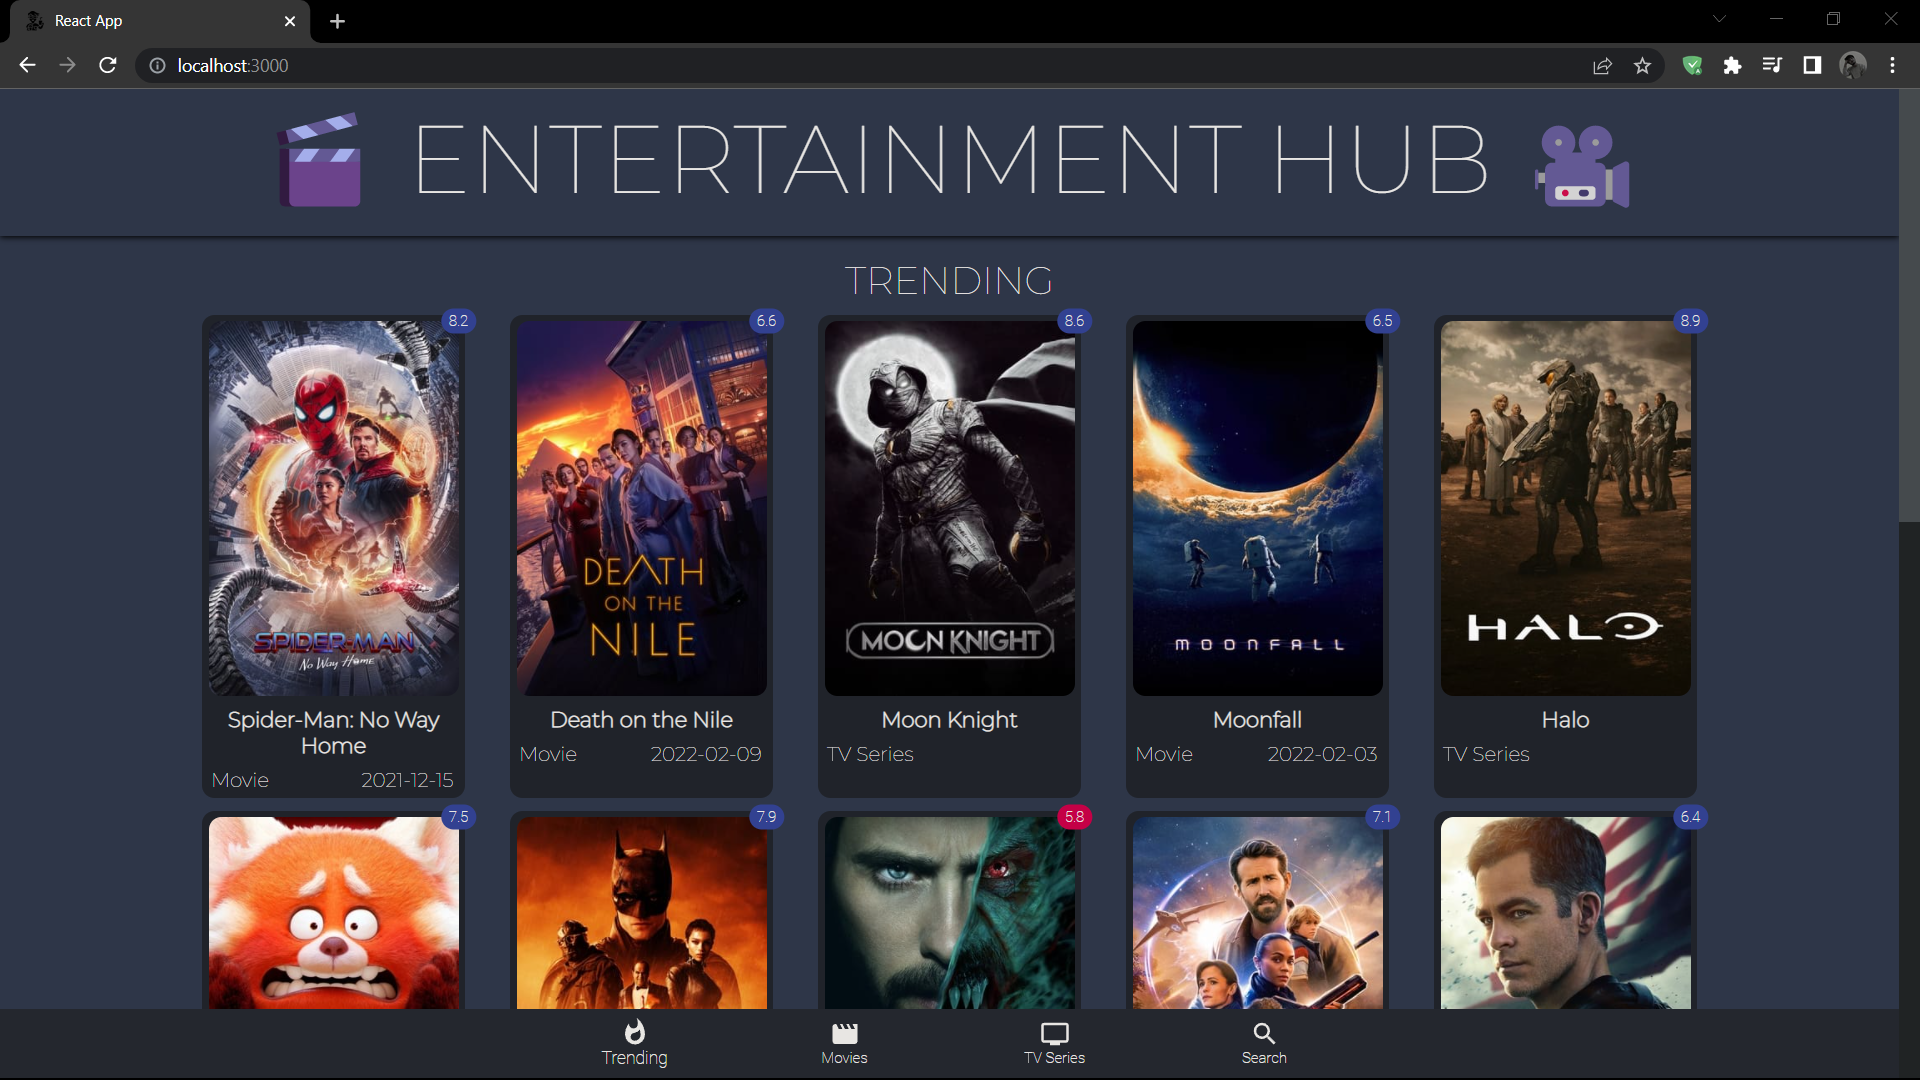 React App
localhost:3000
ENTERTAINMENT HUB
TRENDING
8.2
6.6
8.6
6.5
8.9
SPIDER-MAN
No Way Home
DEATH
ON THE
NILE
MOON KNIGHT
MOONFALL
HALO
Spider-Man: No Way
Home
Movie 2021-12-15
Death on the Nile
Movie 2022-02-09
Moon Knight
TV Series
Moonfall
Movie 2022-02-03
Halo
TV Series
7.5
7.9
5.8
7.1
6.4
Trending
Movies
TV Series
Search